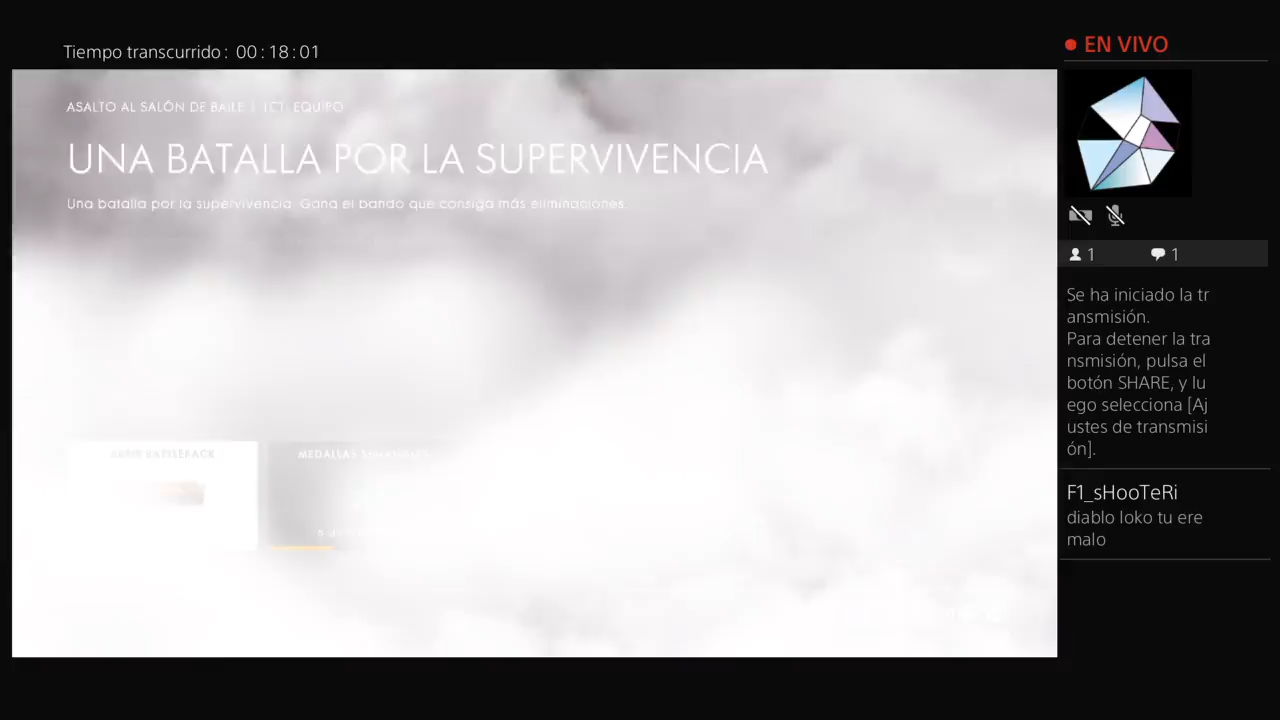 Tiempo transcurrido: 00:18:01
EN VIVO
ASALTO AL SALÓN DE BAILE | TCT. EQUIPO
UNA BATALLA POR LA SUPERVIVENCIA
Una batalla por la supervivencia. Gana el bando que consiga más eliminaciones.
1 1
Se ha iniciado la tr
ansmisión.
Para detener la tra
nsmisión, pulsa el
botón SHARE, y lu
ego selecciona [Aj
ustes de transmisi
ón].
BATTLEPACK
MEDALLAS
F1_sHooTeRi
diablo loko tu ere
malo